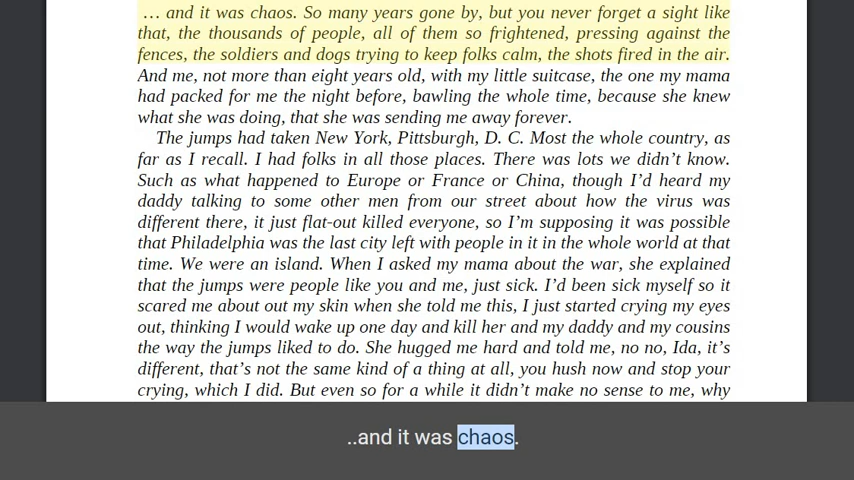 … and it was chaos. So many years gone by, but you never forget a sight like
that, the thousands of people, all of them so frightened, pressing against the
fences, the soldiers and dogs trying to keep folks calm, the shots fired in the air.
And me, not more than eight years old, with my little suitcase, the one my mama
had packed for me the night before, bawling the whole time, because she knew
what she was doing, that she was sending me away forever.
The jumps had taken New York, Pittsburgh, D. C. Most the whole country, as
far as I recall. I had folks in all those places. There was lots we didn’t know.
Such as what happened to Europe or France or China, though I’d heard my
daddy talking to some other men from our street about how the virus was
different there, it just flat-out killed everyone, so I’m supposing it was possible
that Philadelphia was the last city left with people in it in the whole world at that
time. We were an island. When I asked my mama about the war, she explained
that the jumps were people like you and me, just sick. I’d been sick myself so it
scared me about out my skin when she told me this, I just started crying my eyes
out, thinking I would wake up one day and kill her and my daddy and my cousins
the way the jumps liked to do. She hugged me hard and told me, no no, Ida, it’s
different, that’s not the same kind of a thing at all, you hush now and stop your
crying, which I did. But even so for a while it didn’t make no sense to me, why
..and it was chaos.